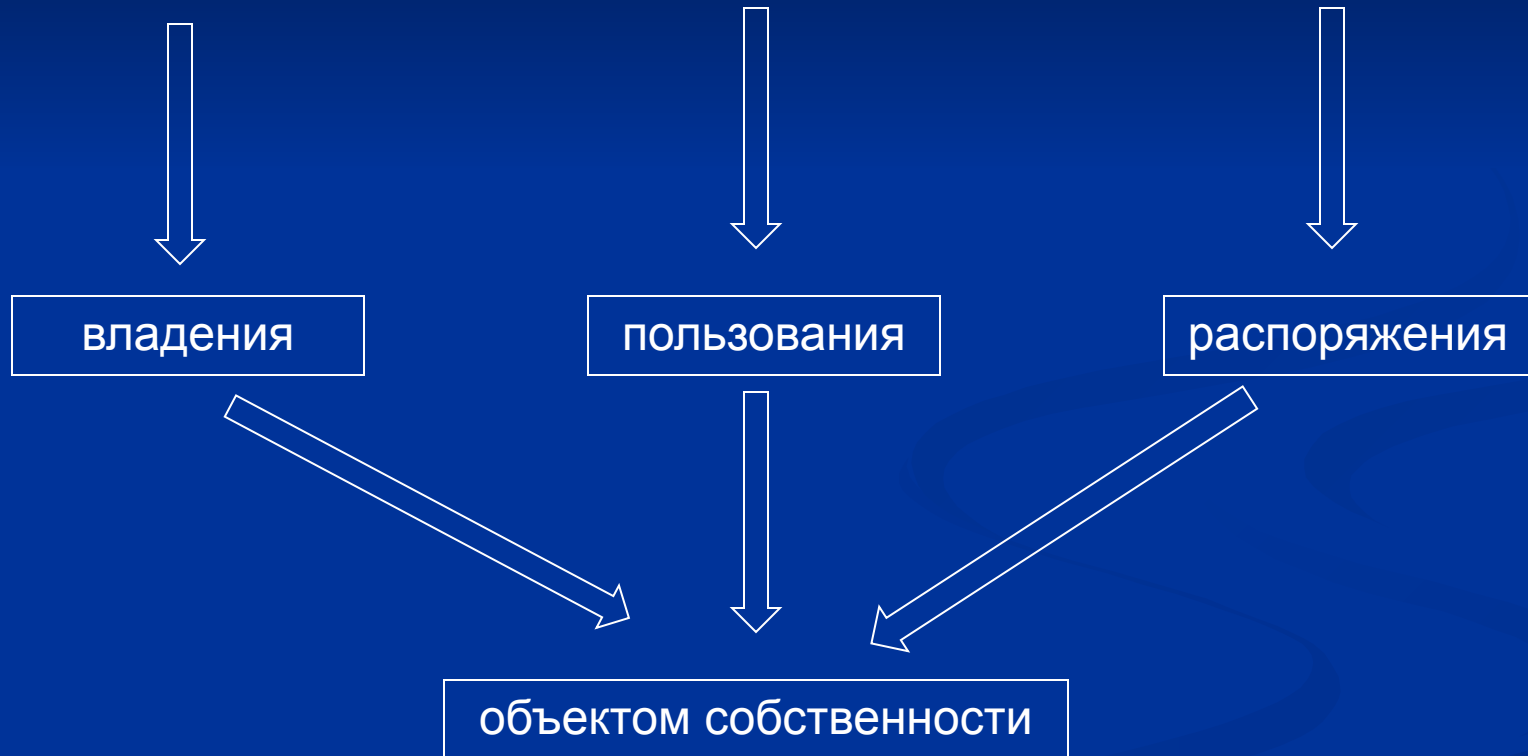 владения
пользования
распоряжения
объектом собственности